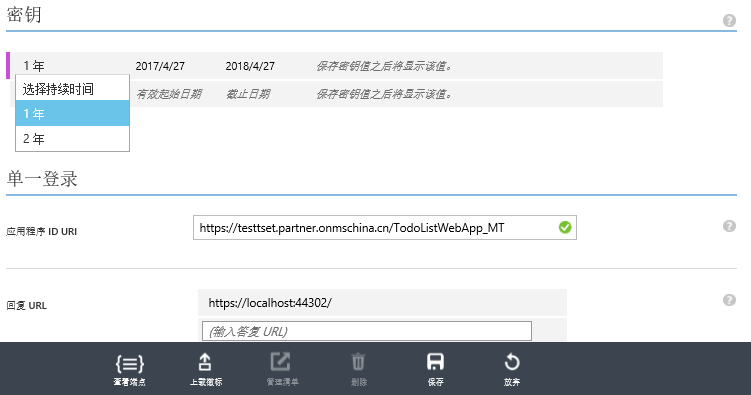 密钥
1 年 2017/4/27 2018/4/27 保存密钥值之后将显示该值。
选择持续时间 有效起始日期 截止日期 保存密钥值之后将显示该值。
1 年
2 年
单一登录
应用程序 ID URI https://testtset.partner.onmschina.cn/TodoListWebApp_MT
回复 URL https://localhost:44302/
(输入答复 URL)
查看端点 上载徽标 管理清单 删除 保存 放弃